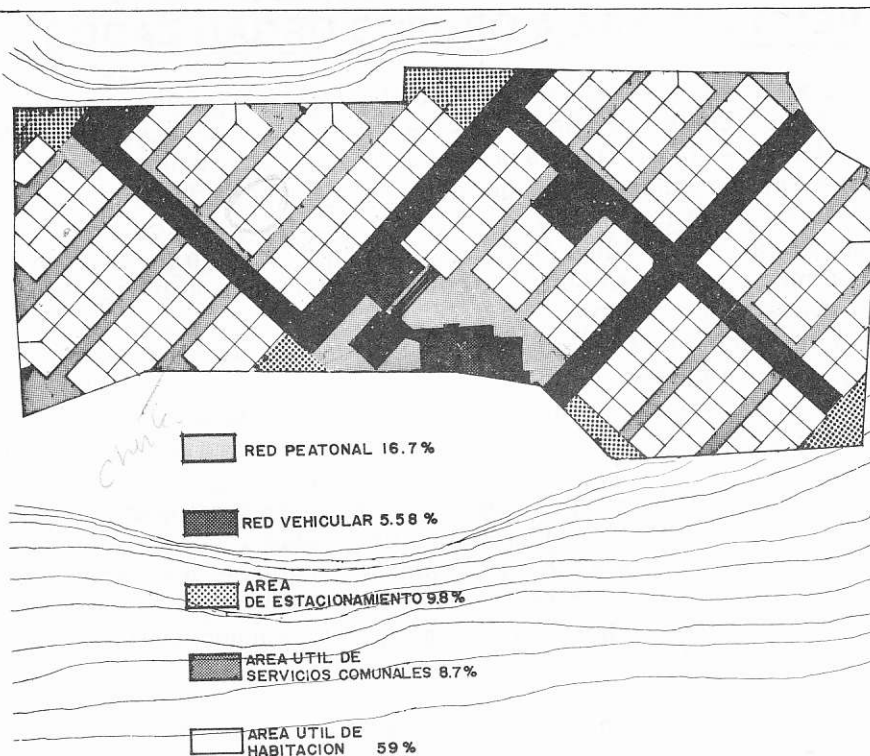 RED PEATONAL 16.7%
RED VEHICULAR 5.58%
AREA
DE ESTACIONAMIENTO 9.8%
AREA UTIL DE
SERVICIOS COMUNALES 8.7%
AREA UTIL DE
HABITACION 59%